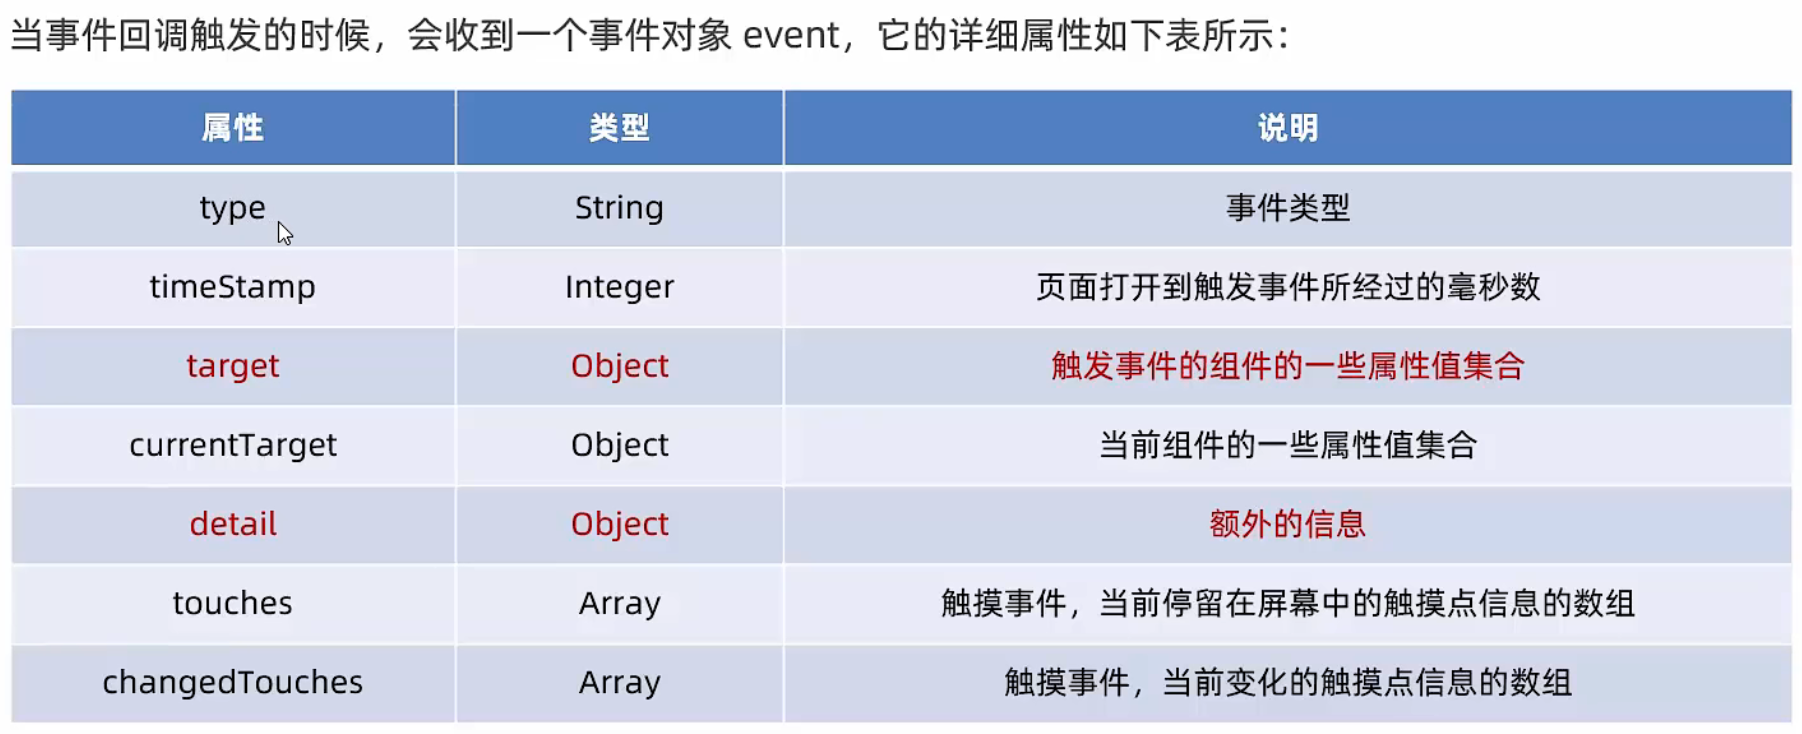 当事件回调触发的时候，会收到一个事件对象 event，它的详细属性如下表所示：
属性 类型 说明
type String 事件类型
timeStamp Integer 页面打开到触发事件所经过的毫秒数
target Object 触发事件的组件的一些属性值集合
currentTarget Object 当前组件的一些属性值集合
detail Object 额外的信息
touches Array 触摸事件，当前停留在屏幕中的触摸点信息的数组
changedTouches Array 触摸事件，当前变化的触摸点信息的数组